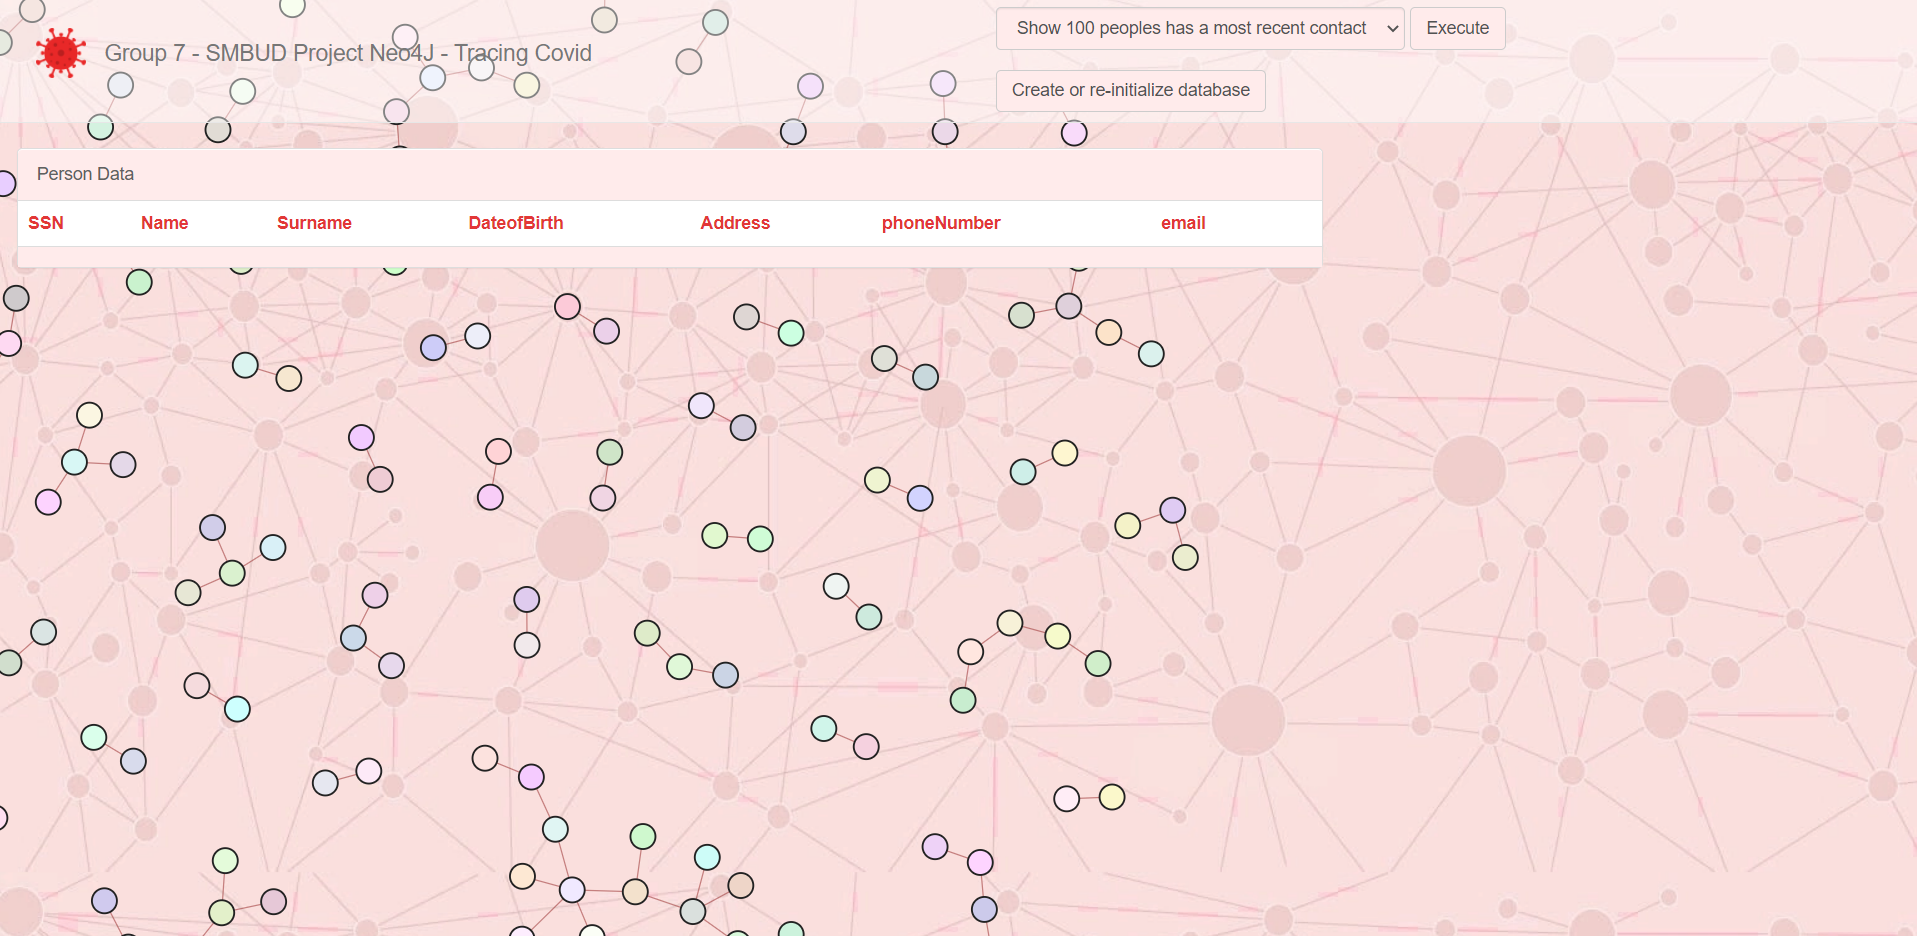 Group 7 - SMBUD Project Neo4J - Tracing Covid
Show 100 peoples has a most recent contact
Execute
Create or re-initialize database
Person Data
SSN Name Surname DateofBirth Address phoneNumber email